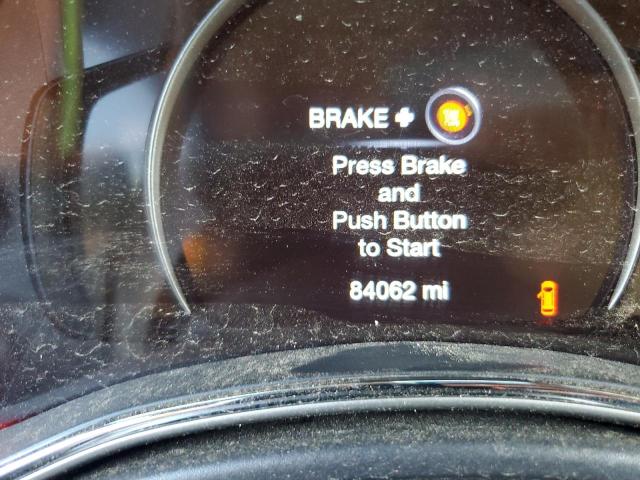 BRAKE +
Press Brake
and
Push Button
to Start
84062 mi